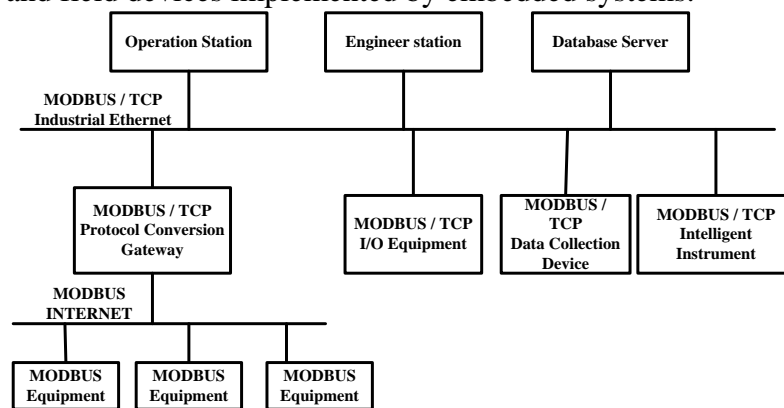 and field devices implemented by embedded systems.
Operation Station
Engineer station
Database Server
MODBUS / TCP
Industrial Ethernet
MODBUS / TCP
Protocol Conversion
Gateway
MODBUS / TCP
I/O Equipment
MODBUS /
TCP
Data Collection
Device
MODBUS / TCP
Intelligent
Instrument
MODBUS
INTERNET
MODBUS
Equipment
MODBUS
Equipment
MODBUS
Equipment